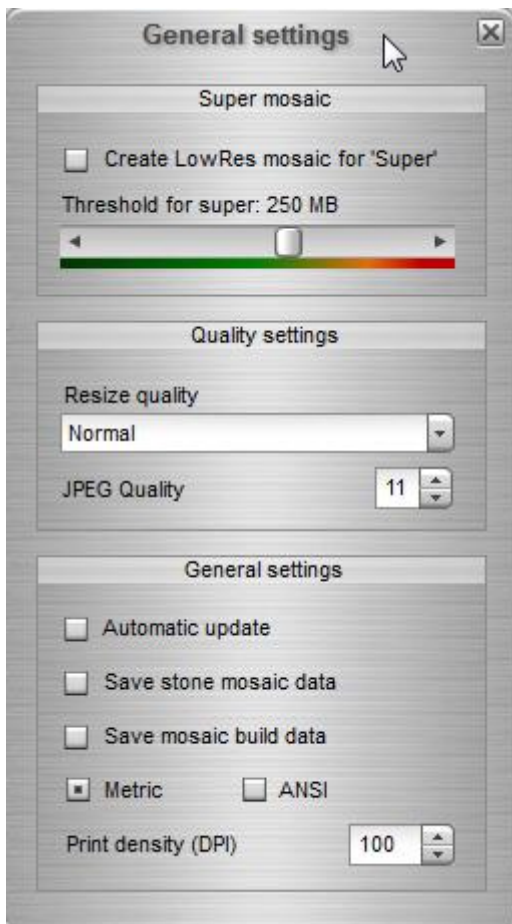 General settings
Super mosaic
Create LowRes mosaic for 'Super'
Threshold for super: 250 MB
Quality settings
Resize quality
Normal
JPEG Quality 11
General settings
Automatic update
Save stone mosaic data
Save mosaic build data
Metric ANSI
Print density (DPI) 100